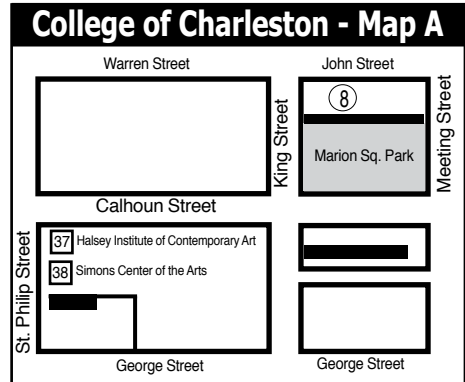 College of Charleston - Map A
Warren Street
John Street
8
King Street
Meeting Street
Marion Sq. Park
Calhoun Street
St. Philip Street
37 Halsey Institute of Contemporary Art
38 Simons Center of the Arts
George Street
George Street